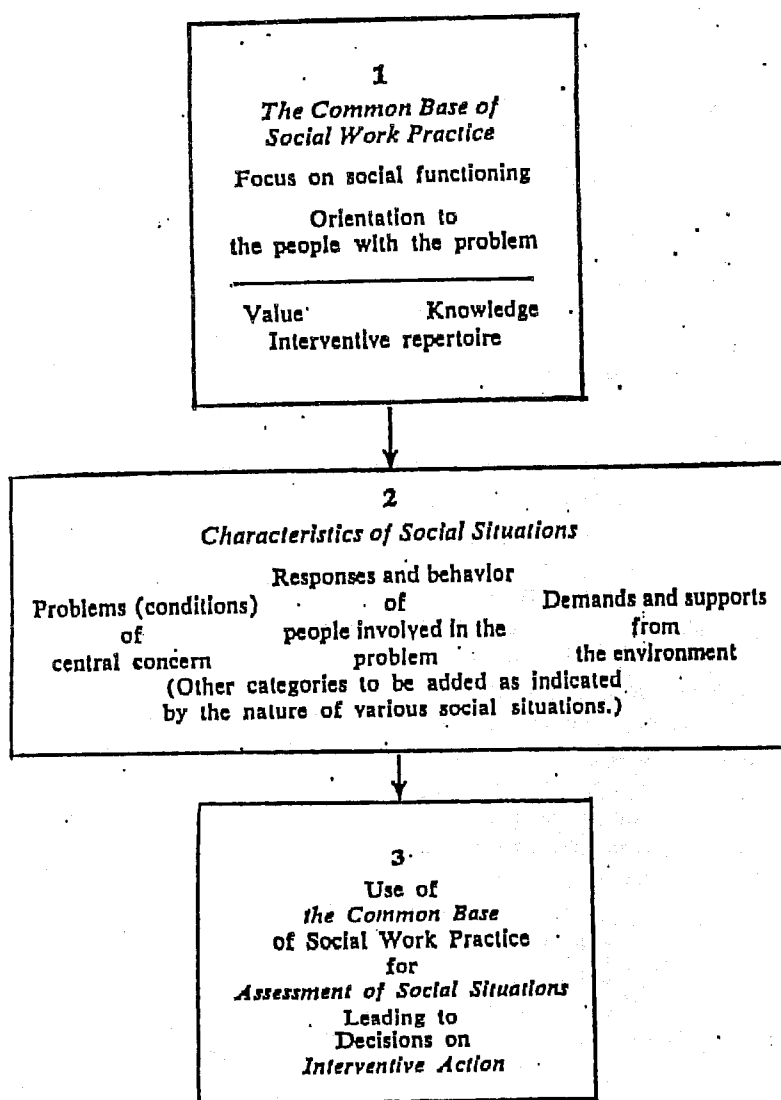 1
The Common Base of
Social Work Practice
Focus on social functioning
Orientation to
the people with the problem
Value Knowledge
Interventive repertoire
2
Characteristics of Social Situations
Problems (conditions)
of
central concern
Responses and behavior
of
people involved in the
problem
Demands and supports
from
the environment
(Other categories to be added as indicated
by the nature of various social situations.)
3
Use of
the Common Base
of Social Work Practice
for
Assessment of Social Situations
Leading to
Decisions on
Interventive Action